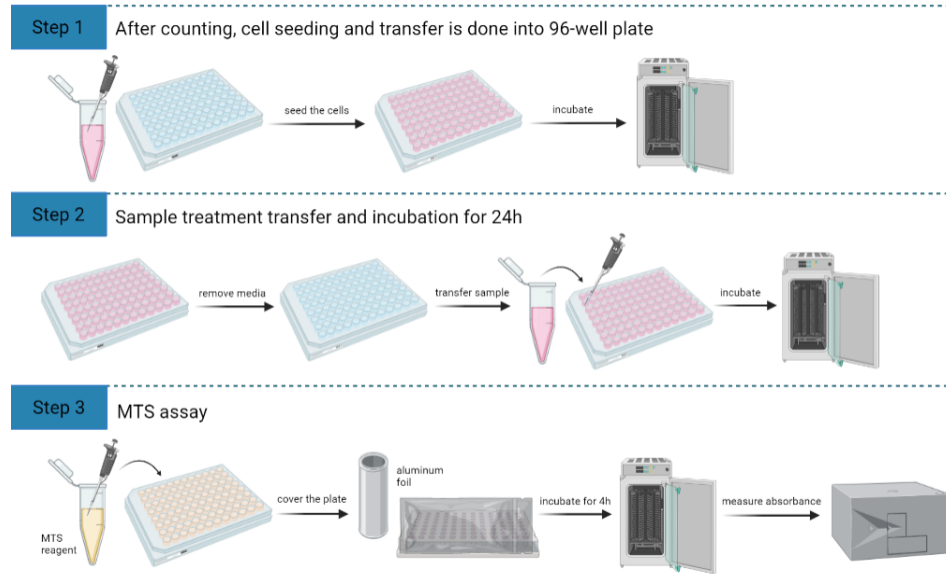 Step 1
After counting, cell seeding and transfer is done into 96-well plate
seed the cells
incubate
Step 2
Sample treatment transfer and incubation for 24h
remove media
transfer sample
incubate
Step 3
MTS assay
MTS
reagent
cover the plate
aluminum
foil
incubate for 4h
measure absorbance